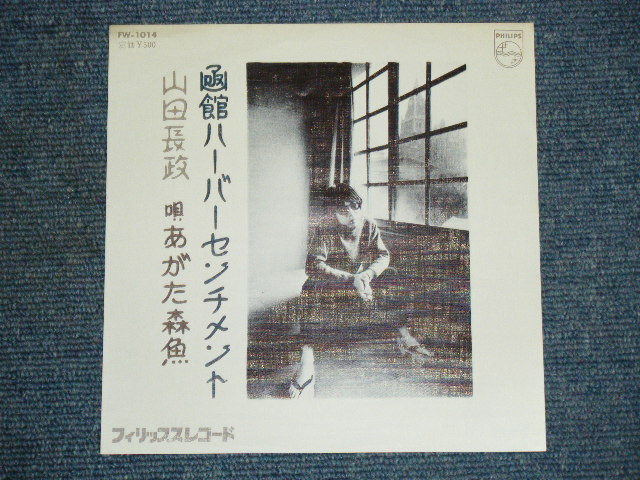 FW-1014
定価¥500
PHILIPS
函館ハーバーセンチメント
山田長政
唄 あがた森魚
フィリップスレコード